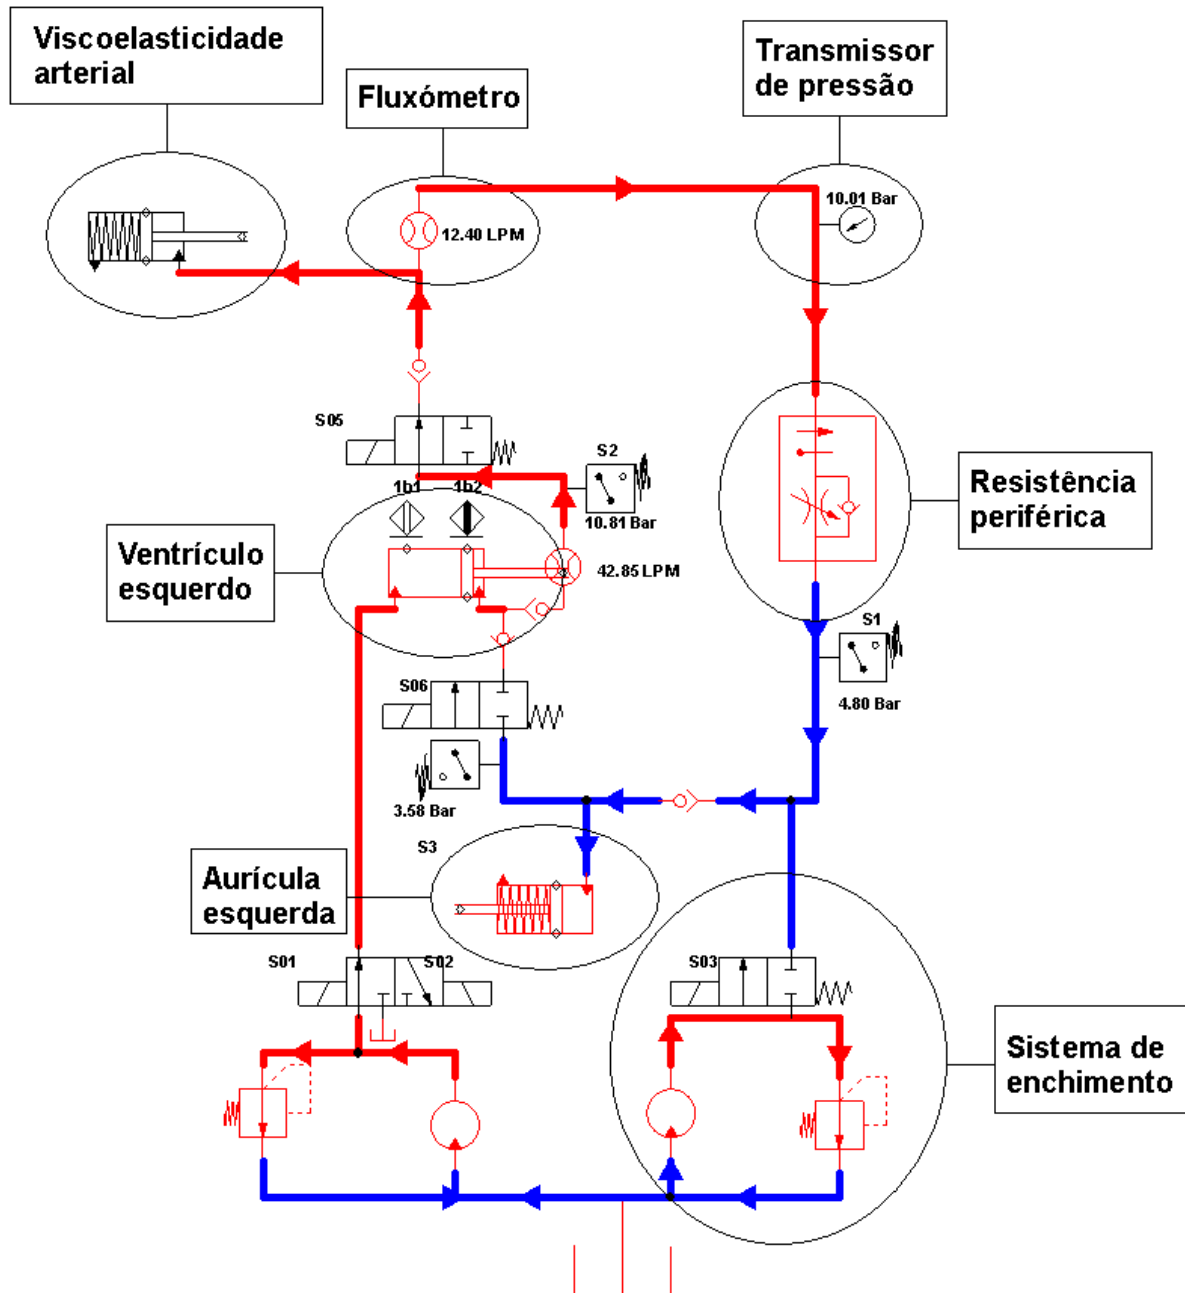 Viscoelasticidade
arterial
Fluxómetro
Transmissor
de pressão
10.01 Bar
12.40 LPM
S05
S2
1b1
1b2
10.81 Bar
Resistência
periférica
Ventrículo
esquerdo
42.85 LPM
S1
S06
4.80 Bar
3.58 Bar
S3
Aurícula
esquerda
S01
S02
S03
Sistema de
enchimento